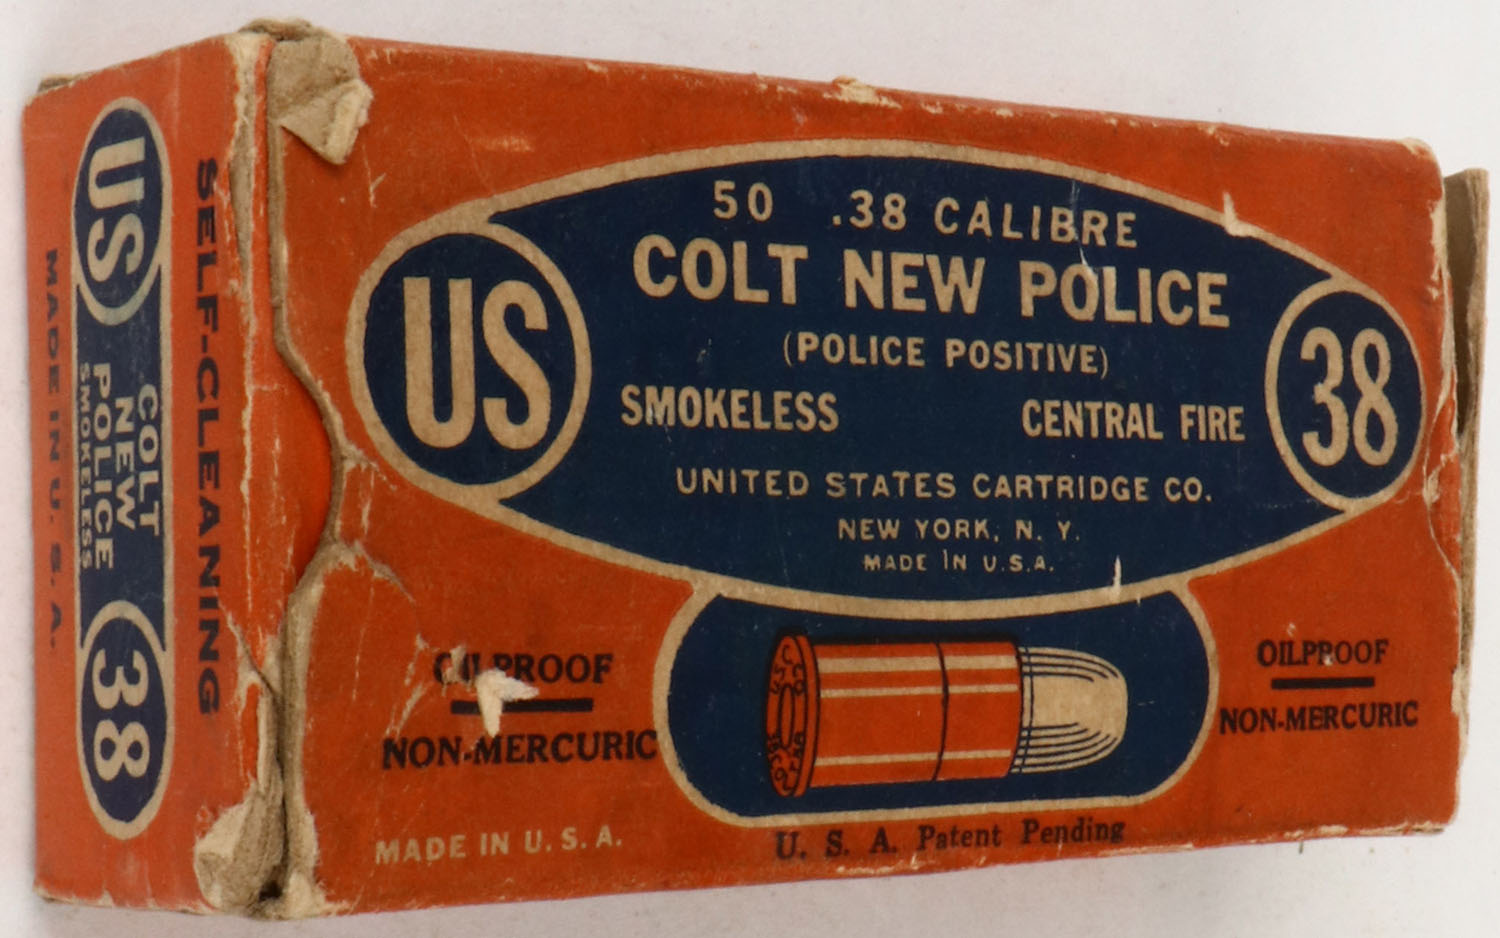 US
50 .38 CALIBRE
COLT NEW POLICE
(POLICE POSITIVE)
SMOKELESS CENTRAL FIRE
UNITED STATES CARTRIDGE CO.
NEW YORK, N. Y.
MADE IN U.S.A.
38
OILPROOF
NON-MERCURIC
OILPROOF
NON-MERCURIC
MADE IN U. S. A.
U. S. A. Patent Pending
SELF-CLEANING
US
COLT
NEW
POLICE
SMOKELESS
38
MADE IN U. S. A.